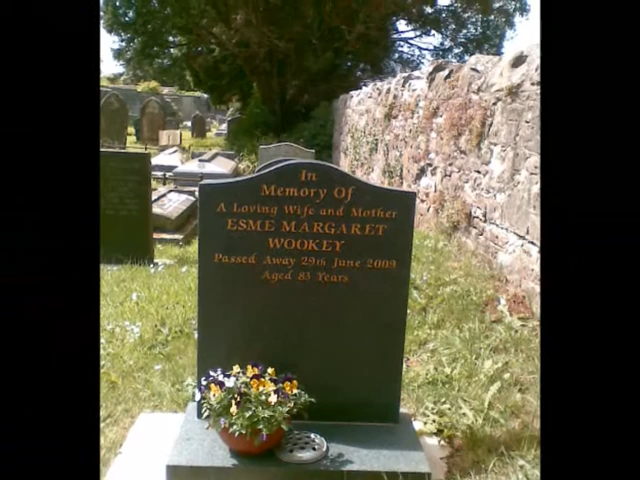 In
Memory Of
A Loving Wife and Mother
ESME MARGARET
WOOKEY
Passed Away 29th June 2009
Aged 83 Years